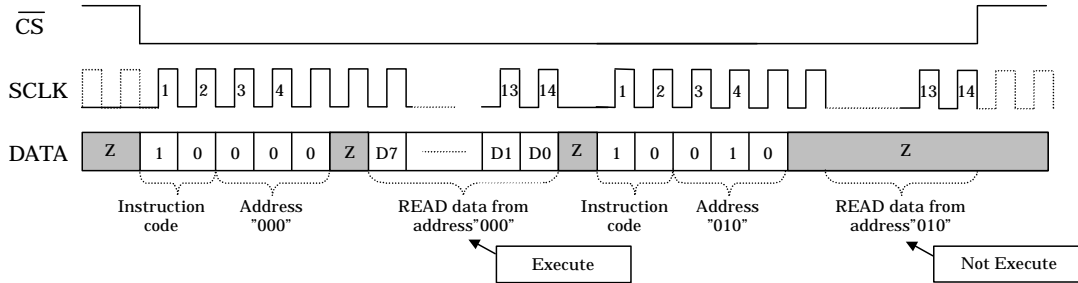 CS
SCLK 1 2 3 4 13 14 1 2 3 4 13 14
DATA Z 1 0 0 0 0 Z D7 D1 D0 Z 1 0 0 1 0 Z
Instruction code
Address "000"
READ data from address"000"
Instruction code
Address "010"
READ data from address"010"
Execute
Not Execute